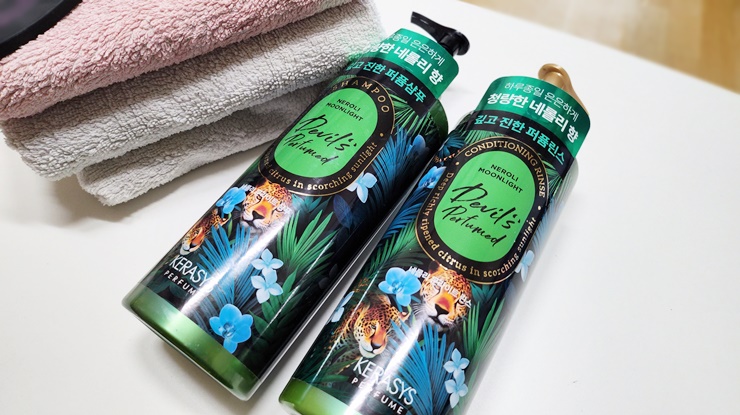 하루종일 은은하게
청량한 네롤리 향
깊고 진한 퍼퓸샴푸
SHAMPOO
NEROLI
MOONLIGHT
Devil's
Perfumed
citrus in scorching sunlight
KERASYS
PERFUME
하루종일 은은하게
청량한 네롤리 향
깊고 진한 퍼퓸린스
CONDITIONING RINSE
NEROLI
MOONLIGHT
Devil's
Perfumed
Deep richly ripened citrus in scorching sunlight
KERASYS
PERFUME